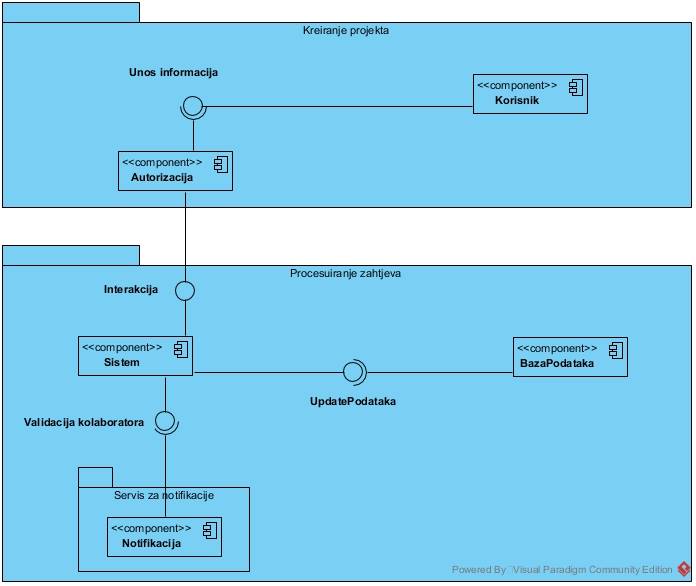 Kreiranje projekta
Unos informacija
<<component>>
Korisnik
<<component>>
Autorizacija
Procesuiranje zahtjeva
Interakcija
<<component>>
Sistem
<<component>>
BazaPodataka
UpdatePodataka
Validacija kolaboratora
Servis za notifikacije
<<component>>
Notifikacija
Powered By Visual Paradigm Community Edition